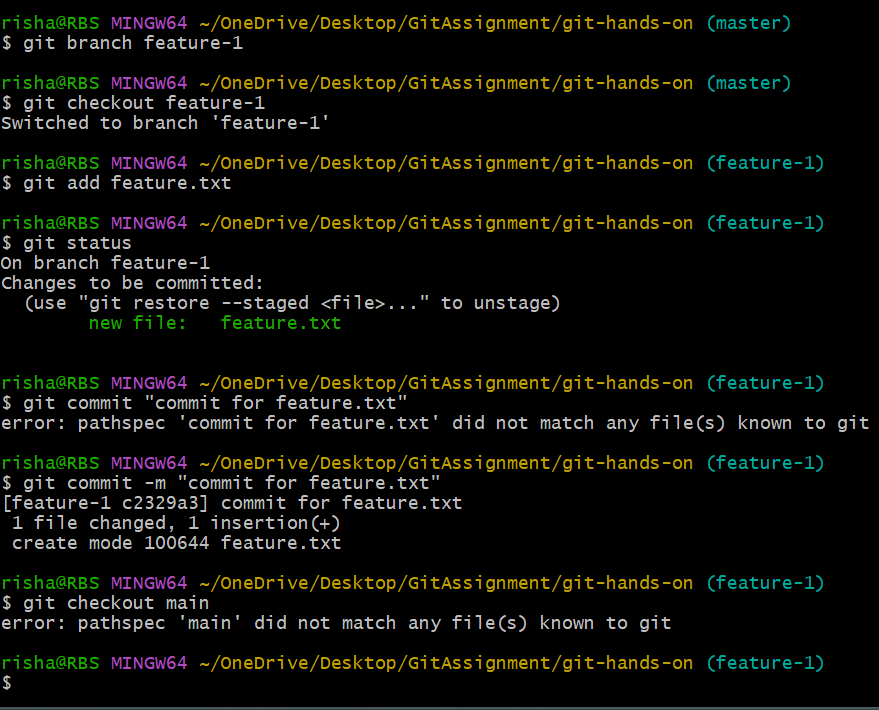 risha@RBS MINGW64 ~/OneDrive/Desktop/GitAssignment/git-hands-on (master)
$ git branch feature-1
risha@RBS MINGW64 ~/OneDrive/Desktop/GitAssignment/git-hands-on (master)
$ git checkout feature-1
Switched to branch 'feature-1'
risha@RBS MINGW64 ~/OneDrive/Desktop/GitAssignment/git-hands-on (feature-1)
$ git add feature.txt
risha@RBS MINGW64 ~/OneDrive/Desktop/GitAssignment/git-hands-on (feature-1)
$ git status
On branch feature-1
Changes to be committed:
  (use "git restore --staged <file>..." to unstage)
        new file:   feature.txt
risha@RBS MINGW64 ~/OneDrive/Desktop/GitAssignment/git-hands-on (feature-1)
$ git commit "commit for feature.txt"
error: pathspec 'commit for feature.txt' did not match any file(s) known to git
risha@RBS MINGW64 ~/OneDrive/Desktop/GitAssignment/git-hands-on (feature-1)
$ git commit -m "commit for feature.txt"
[feature-1 c2329a3] commit for feature.txt
 1 file changed, 1 insertion(+)
 create mode 100644 feature.txt
risha@RBS MINGW64 ~/OneDrive/Desktop/GitAssignment/git-hands-on (feature-1)
$ git checkout main
error: pathspec 'main' did not match any file(s) known to git
risha@RBS MINGW64 ~/OneDrive/Desktop/GitAssignment/git-hands-on (feature-1)
$